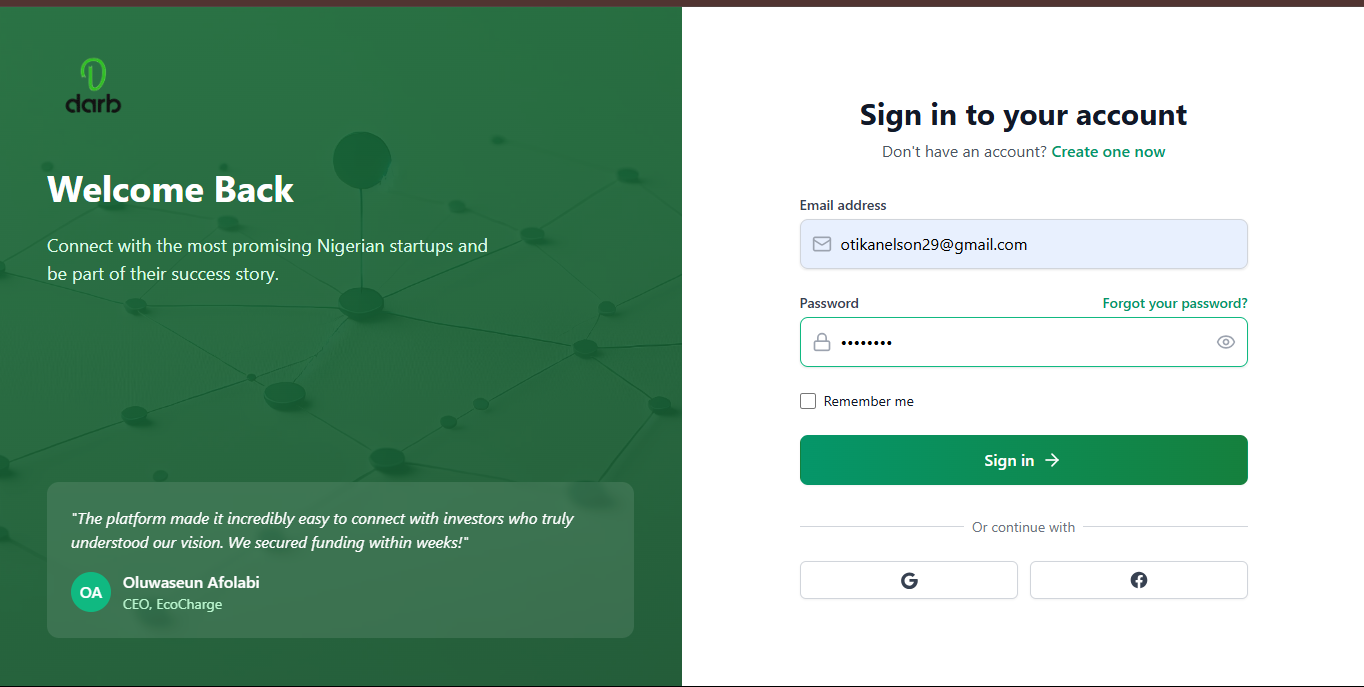 darb
Welcome Back
Connect with the most promising Nigerian startups and
be part of their success story.
"The platform made it incredibly easy to connect with investors who truly
understood our vision. We secured funding within weeks!"
OA
Oluwaseun Afolabi
CEO, EcoCharge
Sign in to your account
Don't have an account? Create one now
Email address
otikanelson29@gmail.com
Password
Forgot your password?
••••••••
Remember me
Sign in →
Or continue with